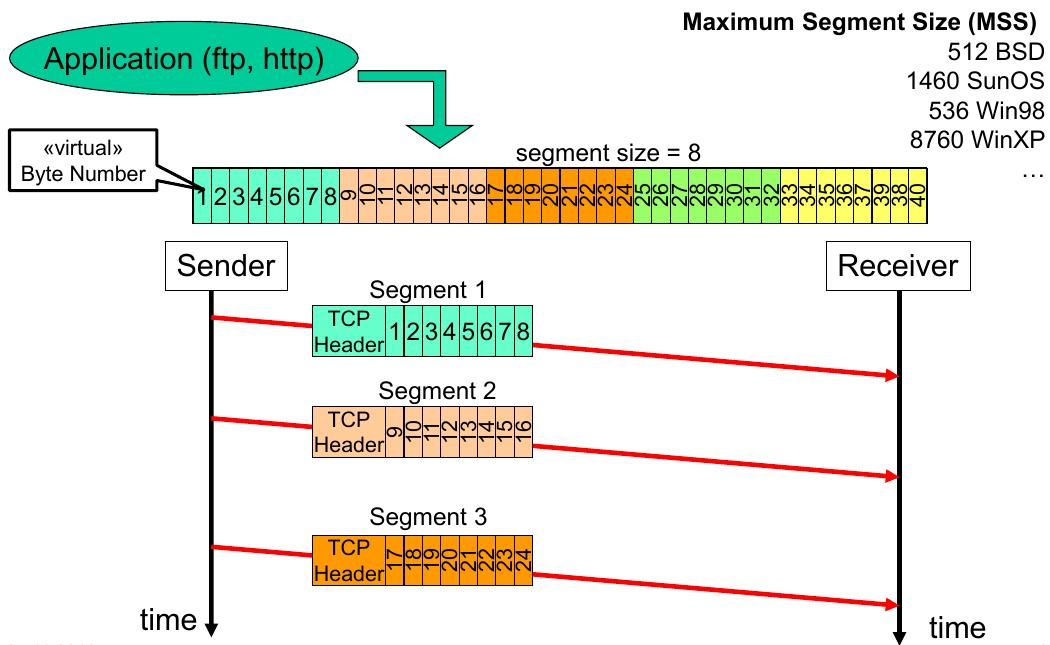 Maximum Segment Size (MSS)
512 BSD
1460 SunOS
536 Win98
8760 WinXP
…
Application (ftp, http)
«virtual»
Byte Number
segment size = 8
1 2 3 4 5 6 7 8 9 10 11 12 13 14 15 16 17 18 19 20 21 22 23 24 25 26 27 28 29 30 31 32 33 34 35 36 37 39 38 40
Sender
Receiver
Segment 1
TCP
Header
1 2 3 4 5 6 7 8
Segment 2
TCP
Header
9 10 11 12 13 14 15 16
Segment 3
TCP
Header
17 18 19 20 21 22 23 24
time
time